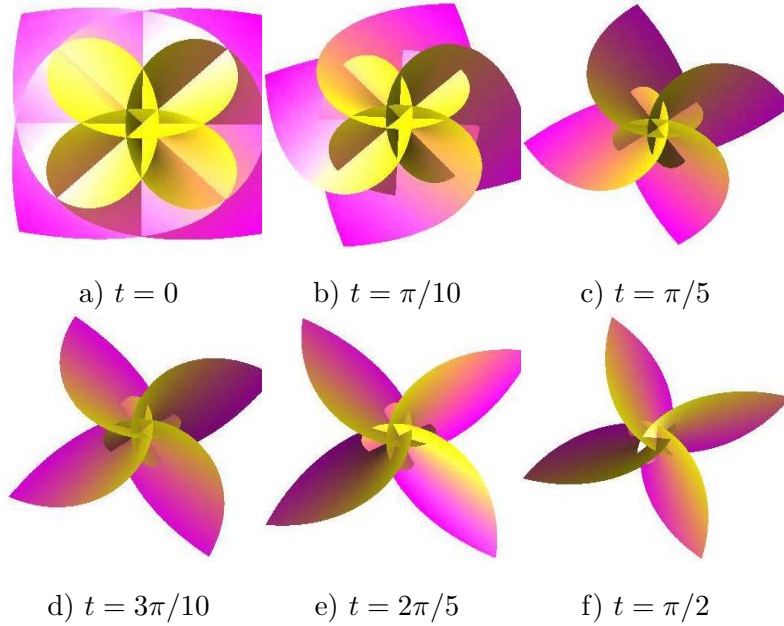 a) t = 0
b) t = π/10
c) t = π/5
d) t = 3π/10
e) t = 2π/5
f) t = π/2